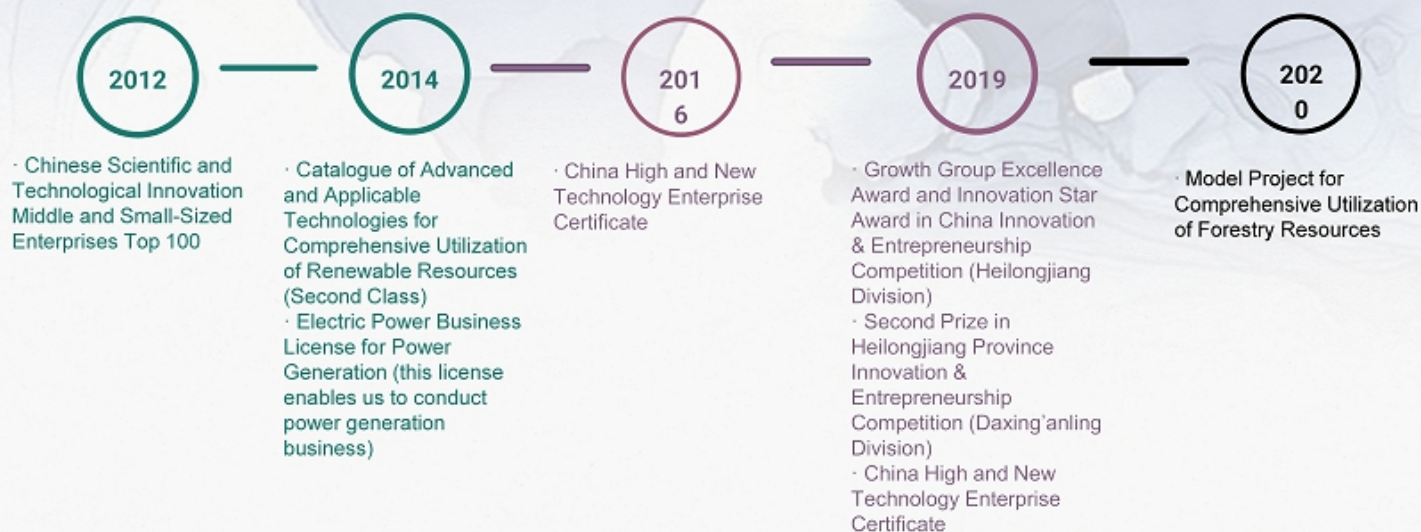 2012
2014
201
6
2019
202
0
· Chinese Scientific and
Technological Innovation
Middle and Small-Sized
Enterprises Top 100
· Catalogue of Advanced
and Applicable
Technologies for
Comprehensive Utilization
of Renewable Resources
(Second Class)
· Electric Power Business
License for Power
Generation (this license
enables us to conduct
power generation
business)
· China High and New
Technology Enterprise
Certificate
· Growth Group Excellence
Award and Innovation Star
Award in China Innovation
& Entrepreneurship
Competition (Heilongjiang
Division)
· Second Prize in
Heilongjiang Province
Innovation &
Entrepreneurship
Competition (Daxing'anling
Division)
· China High and New
Technology Enterprise
Certificate
· Model Project for
Comprehensive Utilization
of Forestry Resources